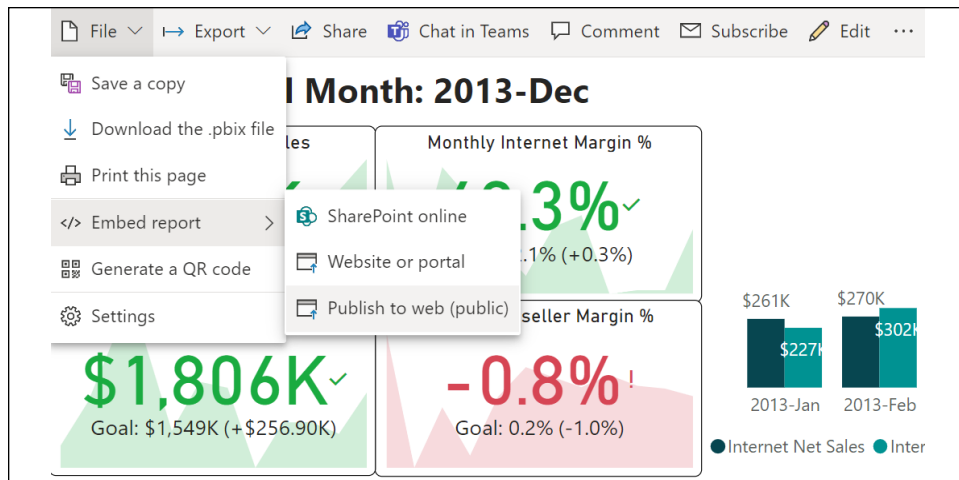 File Export Share Chat in Teams Comment Subscribe Edit ...
Save a copy
Download the .pbix file
Print this page
Embed report
Generate a QR code
Settings
SharePoint online
Website or portal
Publish to web (public)
Month: 2013-Dec
Monthly Internet Margin %
.3%
.1% (+0.3%)
$1,806K
Goal: $1,549K (+$256.90K)
seller Margin %
-0.8%!
Goal: 0.2% (-1.0%)
$261K $270K
$227K $302K
2013-Jan 2013-Feb
Internet Net Sales Inter